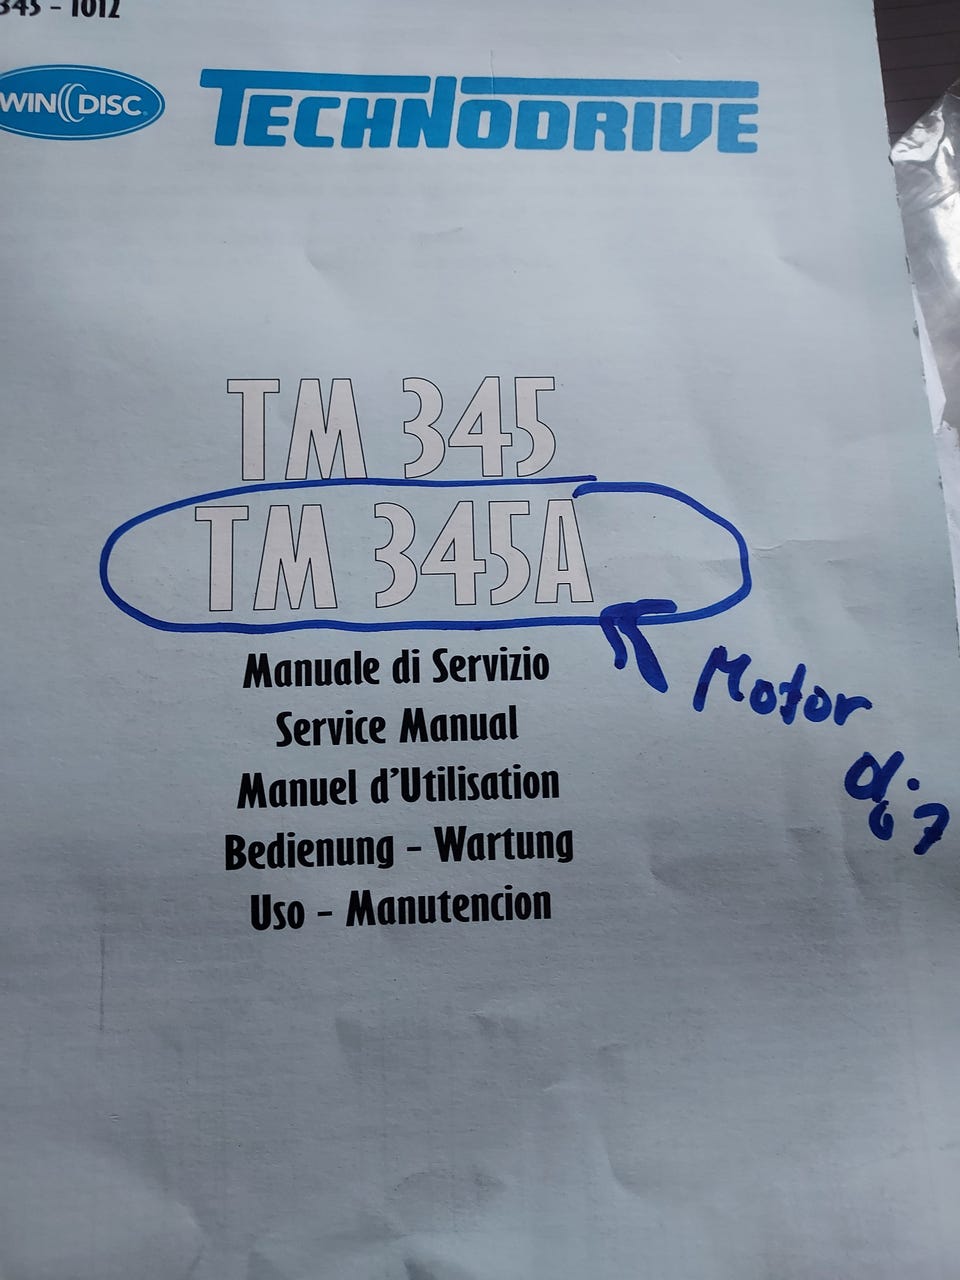 345 - 1012
WIN DISC
TECHNODRIVE
TM 345
TM 345A
Manuale di Servizio
Service Manual
Manuel d'Utilisation
Bedienung - Wartung
Uso - Manutencion
Motor